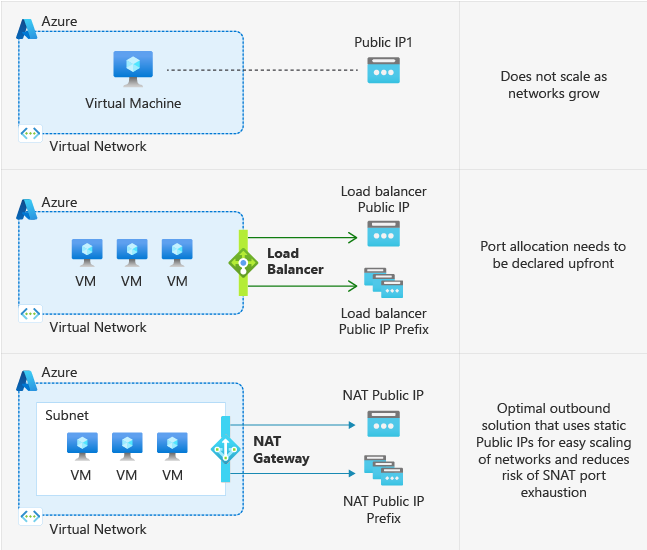 Azure
Public IP1
Virtual Machine
Virtual Network
Does not scale as
networks grow
Azure
Load balancer
Public IP
VM
VM
VM
Load
Balancer
Load balancer
Public IP Prefix
Virtual Network
Port allocation needs to
be declared upfront
Azure
Subnet
VM
VM
VM
NAT Public IP
NAT
Gateway
NAT Public IP
Prefix
Virtual Network
Optimal outbound
solution that uses static
Public IPs for easy scaling
of networks and reduces
risk of SNAT port
exhaustion